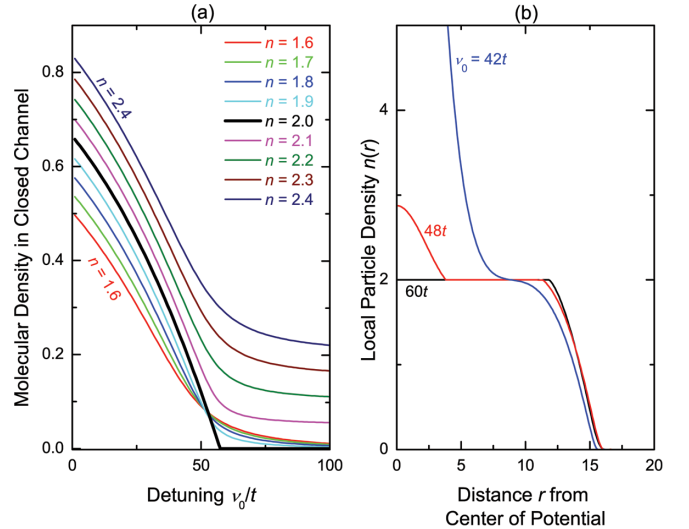 (a)
0.8
0.6
0.4
0.2
0.0
0
50
100
Molecular Density in Closed Channel
Detuning ν₀/t
n = 1.6
n = 1.7
n = 1.8
n = 1.9
n = 2.0
n = 2.1
n = 2.2
n = 2.3
n = 2.4
n = 2.4
n = 1.6
(b)
4
2
0
0
5
10
15
20
Local Particle Density n(r)
Distance r from
Center of Potential
ν₀ = 42t
48t
60t